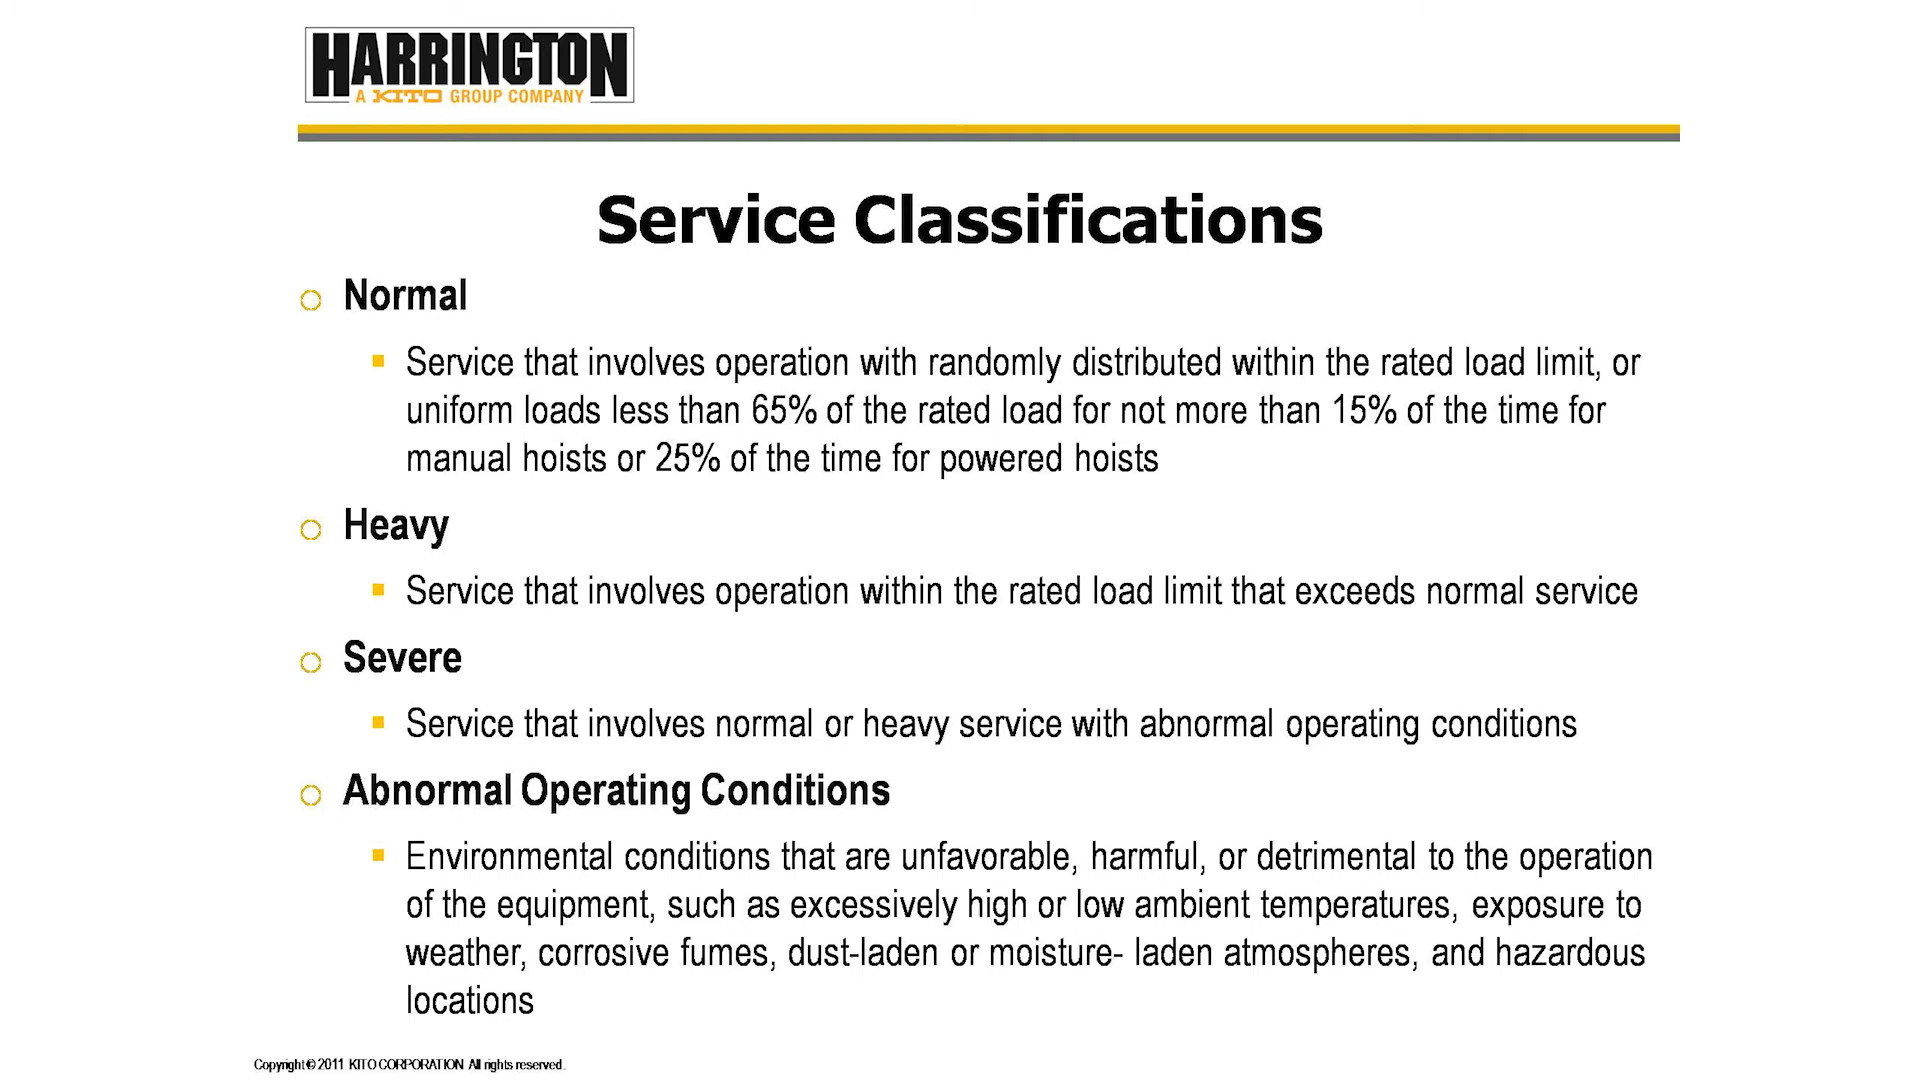 HARRINGTON
A KITO GROUP COMPANY
Service Classifications
Normal
Service that involves operation with randomly distributed within the rated load limit, or
uniform loads less than 65% of the rated load for not more than 15% of the time for
manual hoists or 25% of the time for powered hoists
Heavy
Service that involves operation within the rated load limit that exceeds normal service
Severe
Service that involves normal or heavy service with abnormal operating conditions
Abnormal Operating Conditions
Environmental conditions that are unfavorable, harmful, or detrimental to the operation
of the equipment, such as excessively high or low ambient temperatures, exposure to
weather, corrosive fumes, dust-laden or moisture- laden atmospheres, and hazardous
locations
Copyright © 2011 KITO CORPORATION All rights reserved.